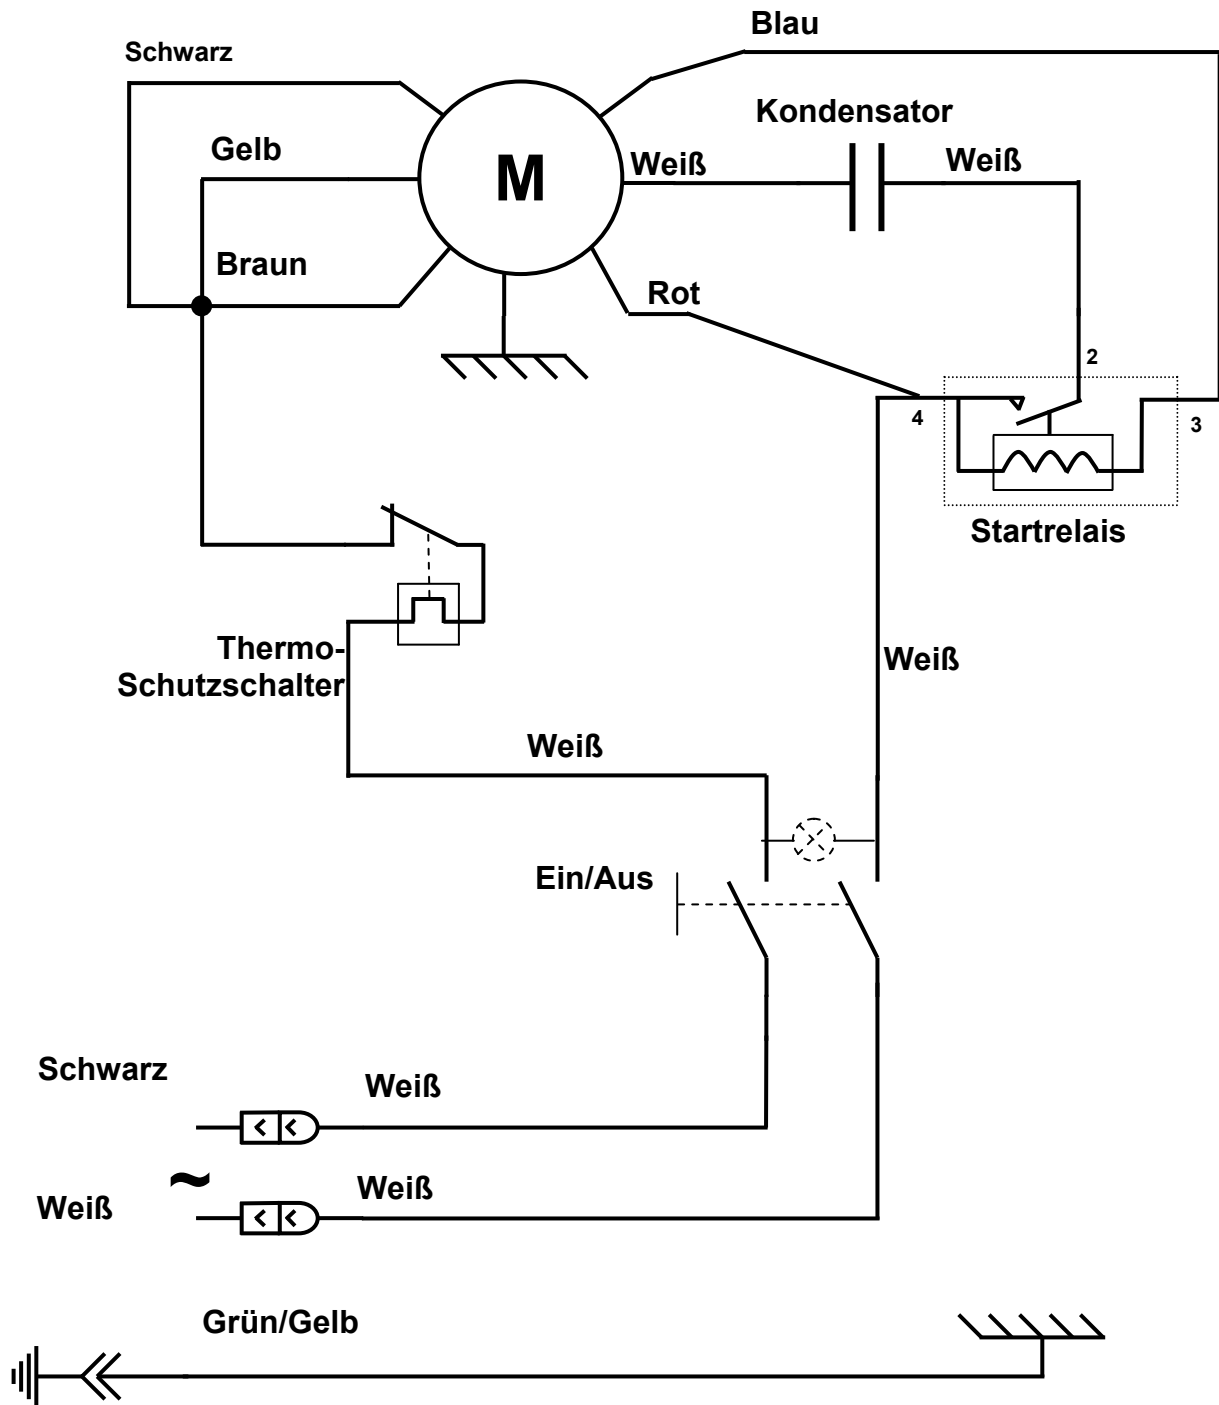 Blau
Schwarz
Kondensator
Gelb
M
Weiß
Weiß
Braun
Rot
2
4
3
Startrelais
Thermo-
Schutzschalter
Weiß
Weiß
Ein/Aus
Schwarz
Weiß
~
Weiß
Weiß
Grün/Gelb